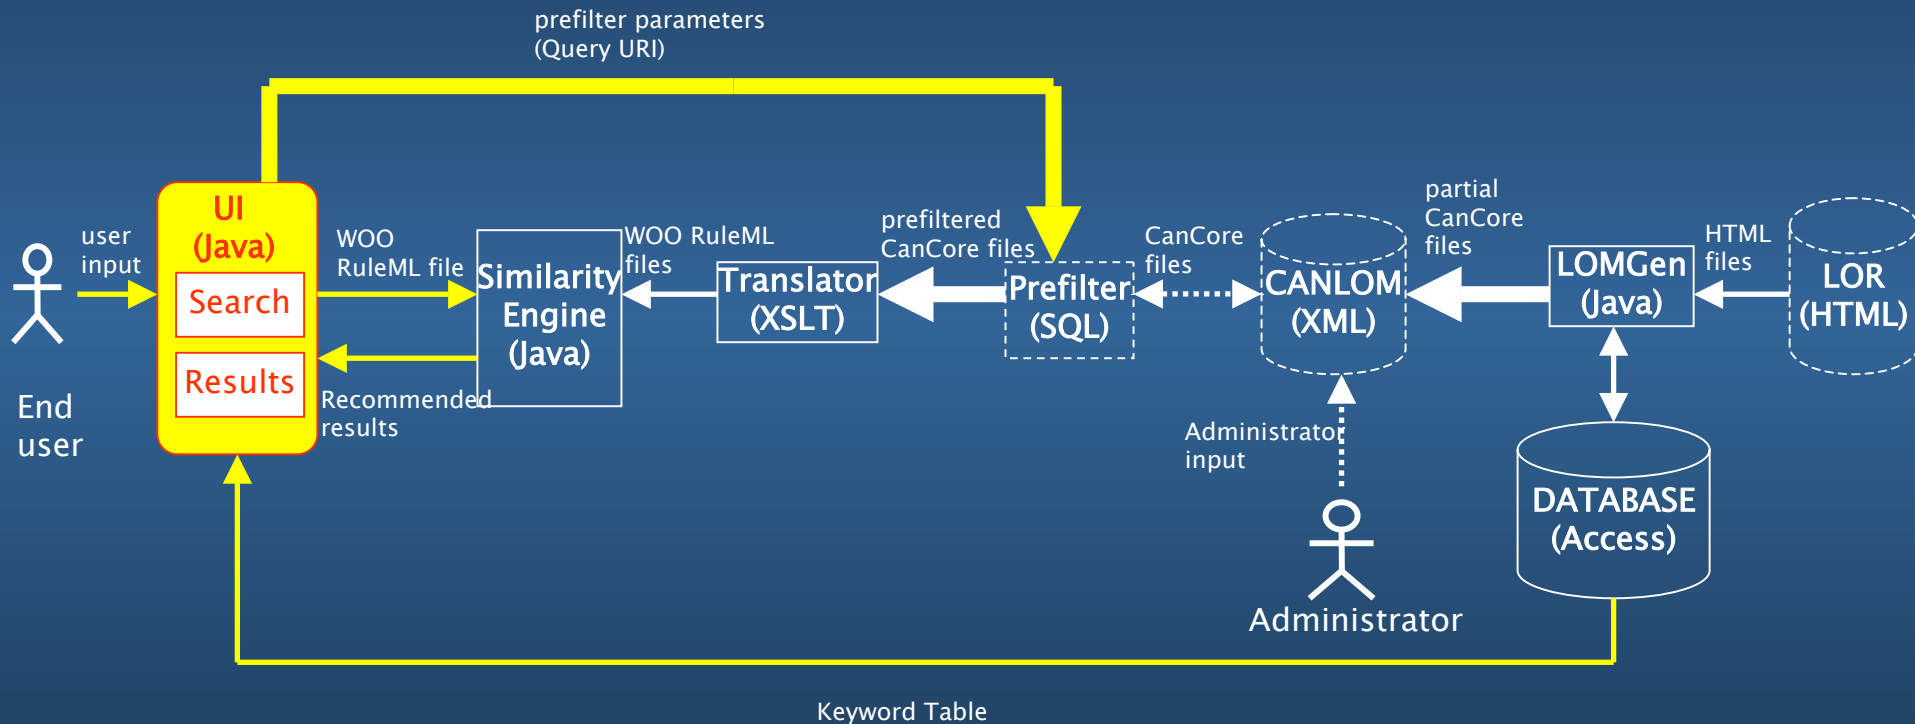 prefilter parameters
(Query URI)
UI
(Java)
Search
Results
user
input
End
user
WOO
RuleML file
Recommended
results
Similarity
Engine
(Java)
WOO RuleML
files
Translator
(XSLT)
prefiltered
CanCore files
Prefilter
(SQL)
CanCore
files
CANLOM
(XML)
Administrator
input
Administrator
partial
CanCore
files
LOMGen
(Java)
HTML
files
LOR
(HTML)
DATABASE
(Access)
Keyword Table